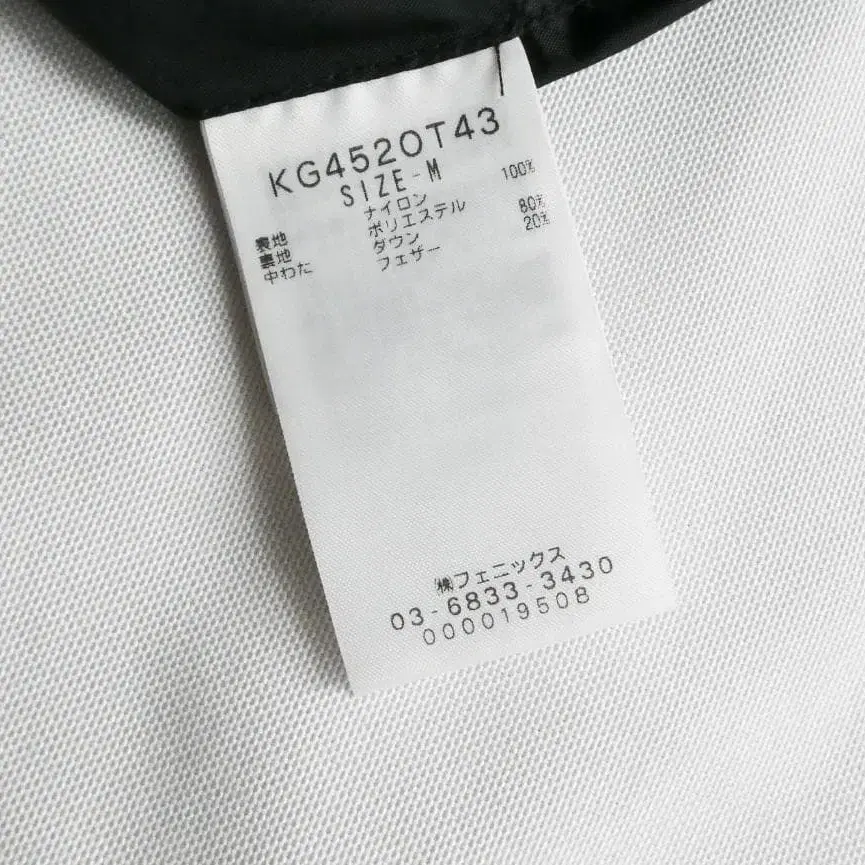 KG4520T43
SIZE-M
表地 ナイロン 100%
裏地 ポリエステル
中わた ダウン 80%
フェザー 20%
㈱フェニックス
03-6833-3430
000019508